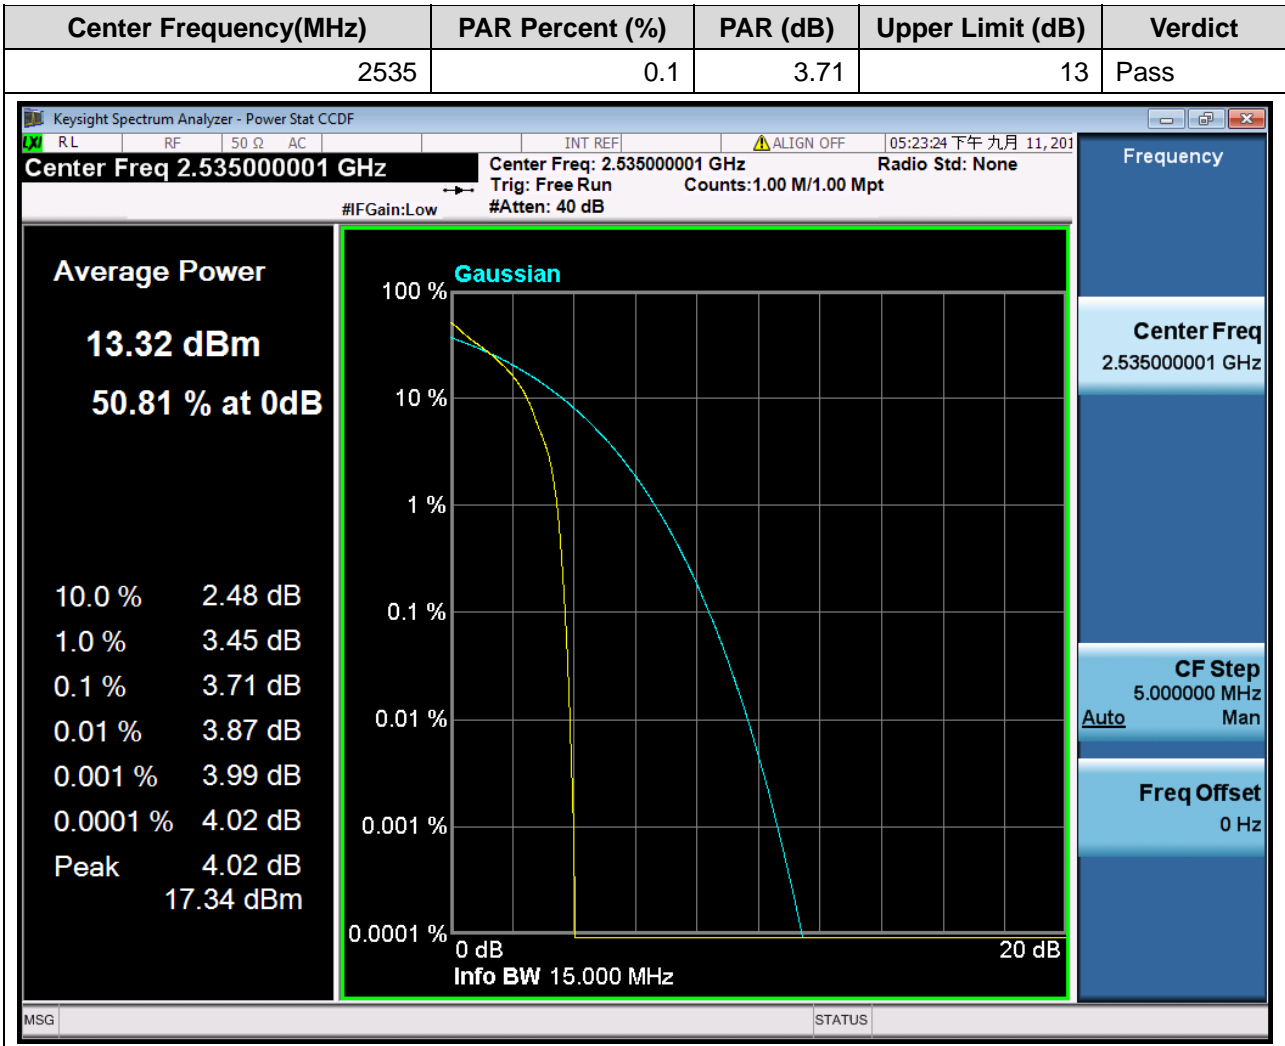 Center Frequency(MHz) PAR Percent (%) PAR (dB) Upper Limit (dB) Verdict
2535 0.1 3.71 13 Pass
Keysight Spectrum Analyzer - Power Stat CCDF
LXI RL RF 50 Ω AC INT REF ALIGN OFF 05:23:24 下午 九月 11, 201
Center Freq 2.535000001 GHz
Center Freq: 2.535000001 GHz Radio Std: None
Trig: Free Run Counts:1.00 M/1.00 Mpt
#IFGain:Low #Atten: 40 dB
Average Power
13.32 dBm
50.81 % at 0dB
10.0 % 2.48 dB
1.0 % 3.45 dB
0.1 % 3.71 dB
0.01 % 3.87 dB
0.001 % 3.99 dB
0.0001 % 4.02 dB
Peak 4.02 dB
17.34 dBm
Gaussian
100 %
10 %
1 %
0.1 %
0.01 %
0.001 %
0.0001 %
0 dB 20 dB
Info BW 15.000 MHz
Frequency
Center Freq
2.535000001 GHz
CF Step
5.000000 MHz
Auto Man
Freq Offset
0 Hz
MSG STATUS